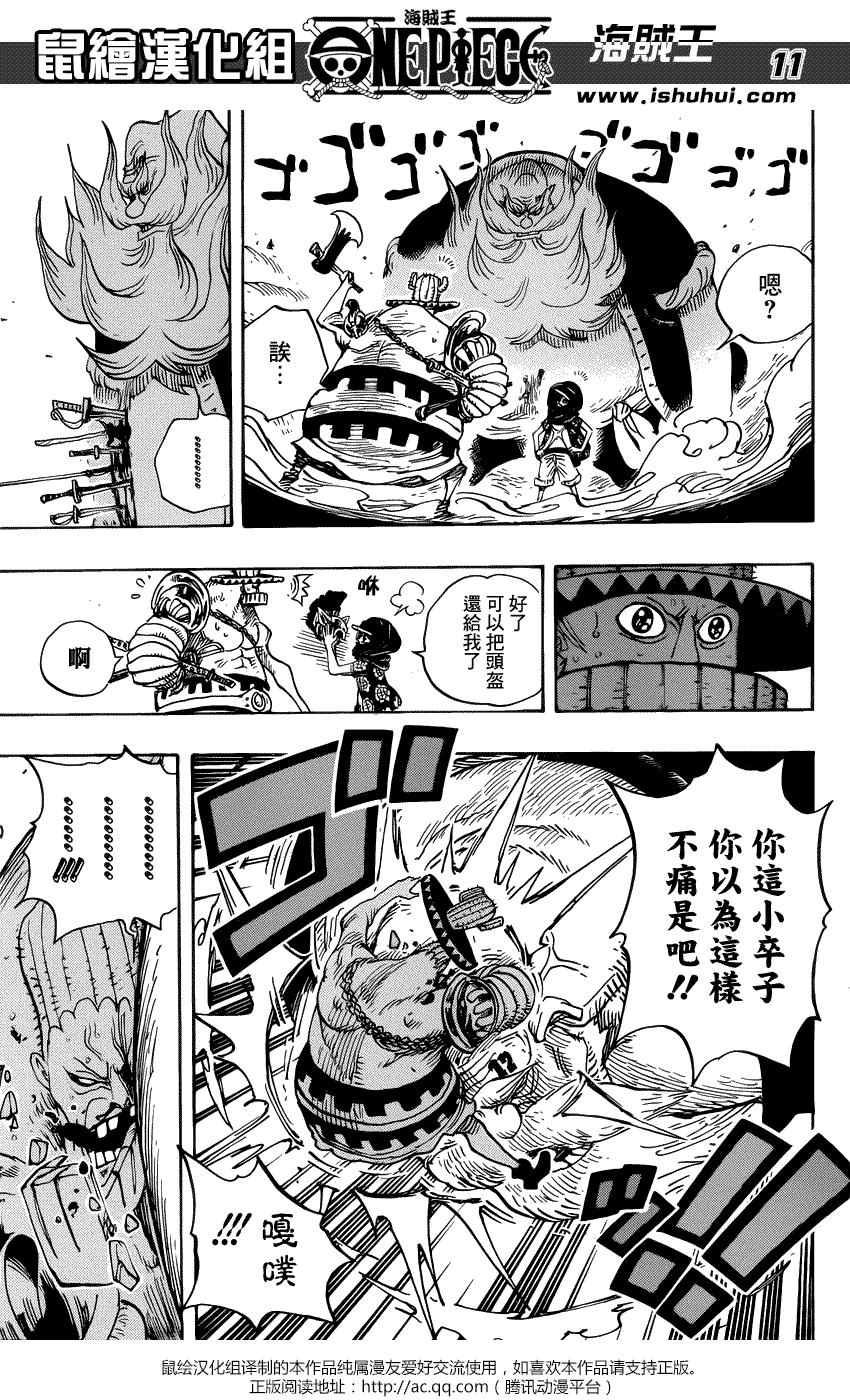 鼠繪漢化組
海賊王
ONE PIECE
海賊王
11
www.ishuhui.com
ゴゴゴゴゴゴゴ
嗯？
誒…
………
好了
可以把頭盔
還給我了
咻
啊
你這小卒子
你以為這樣
不痛是吧!!
ゴッッ!!
嘎噗
!!!
………
………
………!!!
鼠绘汉化组译制的本作品纯属漫友爱好交流使用，如喜欢本作品请支持正版。
正版阅读地址：http://ac.qq.com（腾讯动漫平台）